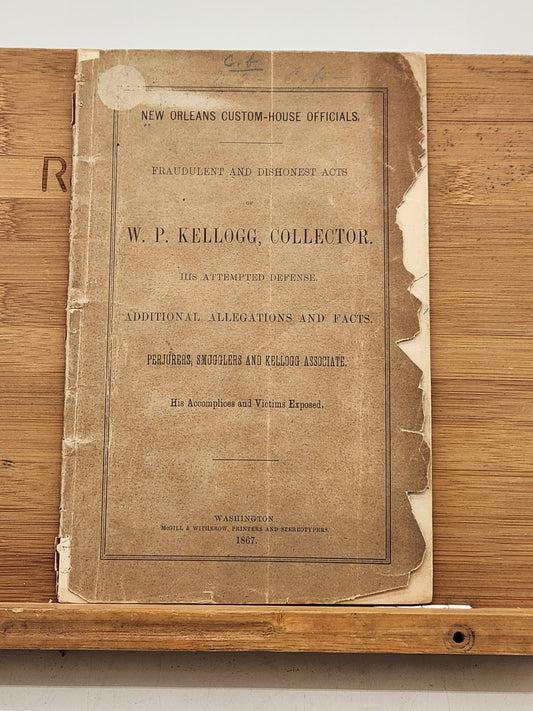 C. A
R
NEW ORLEANS CUSTOM-HOUSE OFFICIALS.
FRAUDULENT AND DISHONEST ACTS
OF
W. P. KELLOGG, COLLECTOR.
HIS ATTEMPTED DEFENSE.
ADDITIONAL ALLEGATIONS AND FACTS.
PERJURERS, SMUGGLERS AND KELLOGG ASSOCIATE.
His Accomplices and Victims Exposed.
WASHINGTON:
McGILL & WITHEROW, PRINTERS AND STEREOTYPERS.
1867.